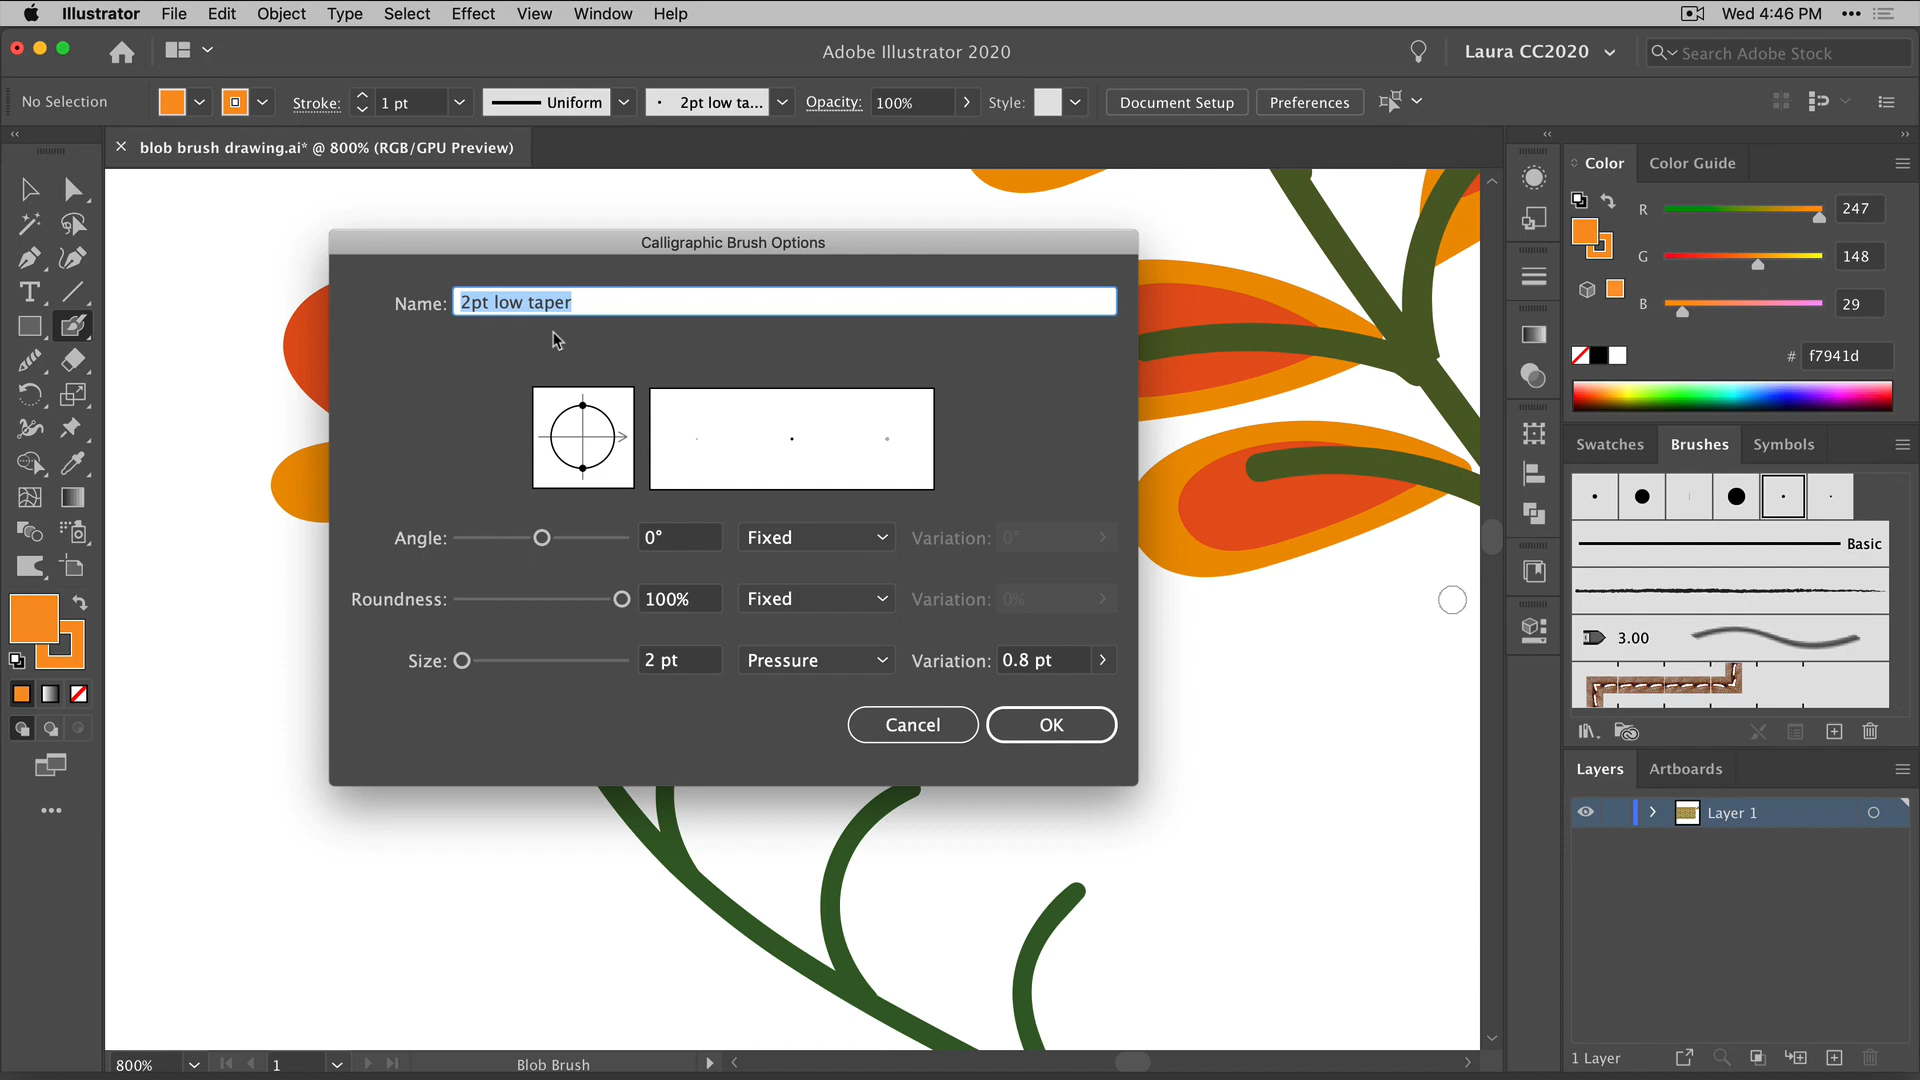 Illustrator File Edit Object Type Select Effect View Window Help Wed 4:46 PM
Adobe Illustrator 2020 Laura CC2020 Search Adobe Stock
No Selection Stroke: 1 pt Uniform 2pt low ta... Opacity: 100% Style: Document Setup Preferences
blob brush drawing.ai* @ 800% (RGB/GPU Preview)
Color Color Guide
R 247
G 148
B 29
# f7941d
Calligraphic Brush Options
Name: 2pt low taper
Angle: 0° Fixed Variation: 0°
Roundness: 100% Fixed Variation: 0%
Size: 2 pt Pressure Variation: 0.8 pt
Cancel OK
Swatches Brushes Symbols
Basic
3.00
Layers Artboards
Layer 1
1 Layer
800% 1 Blob Brush